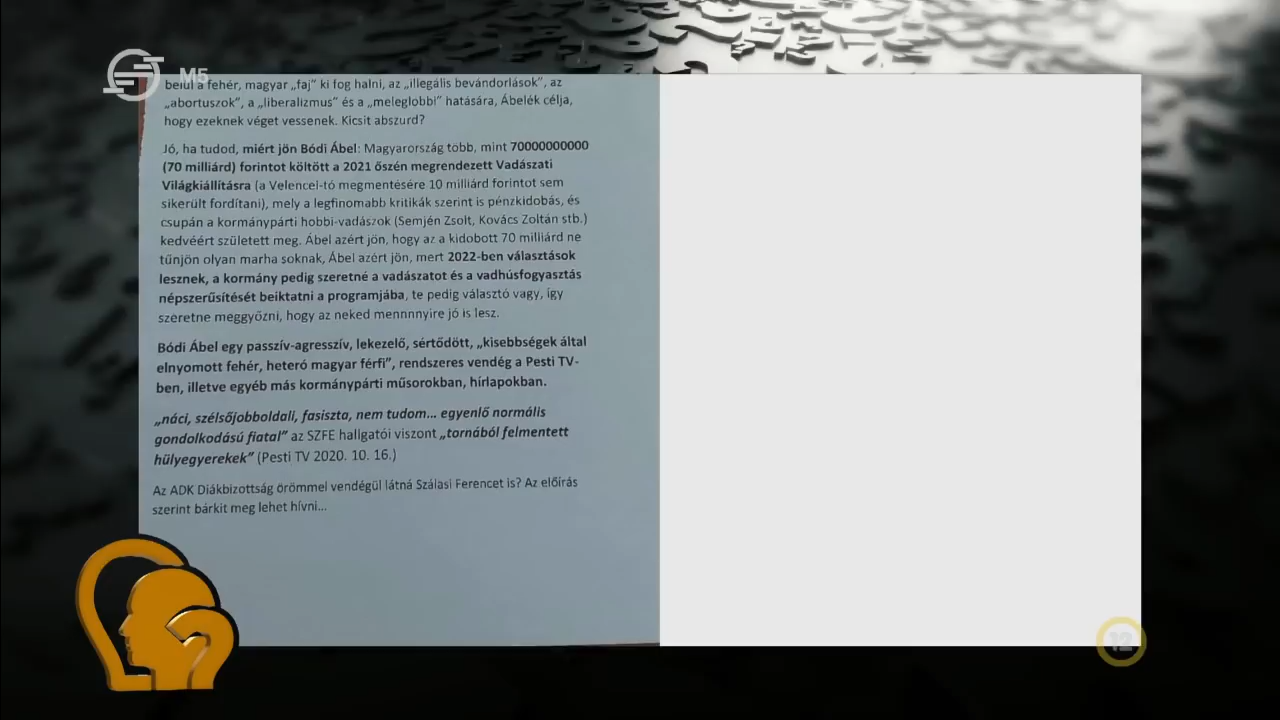 M5
belül a fehér, magyar „faj" ki fog halni, az „illegális bevándorlások", az
„abortuszok", a „liberalizmus" és a „meleglobbi" hatására, Ábelék célja,
hogy ezeknek véget vessenek. Kicsit abszurd?
Jó, ha tudod, miért jön Bódi Ábel: Magyarország több, mint 70000000000
(70 milliárd) forintot költött a 2021 őszén megrendezett Vadászati
Világkiállításra (a Velencei-tó megmentésére 10 milliárd forintot sem
sikerült fordítani), mely a legfinomabb kritikák szerint is pénzkidobás, és
csupán a kormánypárti hobbi-vadászok (Semjén Zsolt, Kovács Zoltán stb.)
kedvéért született meg. Ábel azért jön, hogy az a kidobott 70 milliárd ne
tűnjön olyan marha soknak, Ábel azért jön, mert 2022-ben választások
lesznek, a kormány pedig szeretné a vadászatot és a vadhúsfogyasztás
népszerűsítését beiktatni a programjába, te pedig választó vagy, így
szeretne meggyőzni, hogy az neked mennnnyire jó is lesz.
Bódi Ábel egy passzív-agresszív, lekezelő, sértődött, „kisebbségek által
elnyomott fehér, heteró magyar férfi", rendszeres vendég a Pesti TV-
ben, illetve egyéb más kormánypárti műsorokban, hírlapokban.
„náci, szélsőjobboldali, fasiszta, nem tudom... egyenlő normális
gondolkodású fiatal" az SZFE hallgatói viszont „tornából felmentett
hülyegyerekek" (Pesti TV 2020. 10. 16.)
Az ADK Diákbizottság örömmel vendégül látná Szálasi Ferencet is? Az előírás
szerint bárkit meg lehet hívni...
12